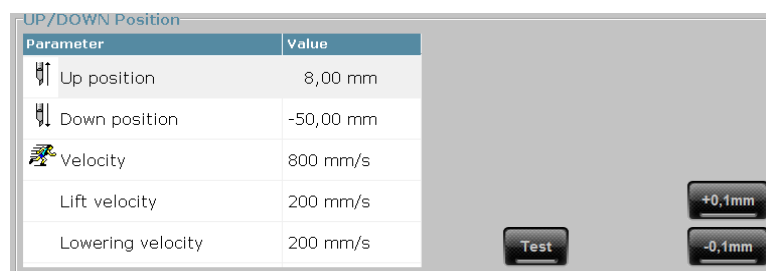 UP/DOWN Position
Parameter Value
Up position 8,00 mm
Down position -50,00 mm
Velocity 800 mm/s
Lift velocity 200 mm/s
+0,1mm
Lowering velocity 200 mm/s
Test
-0,1mm